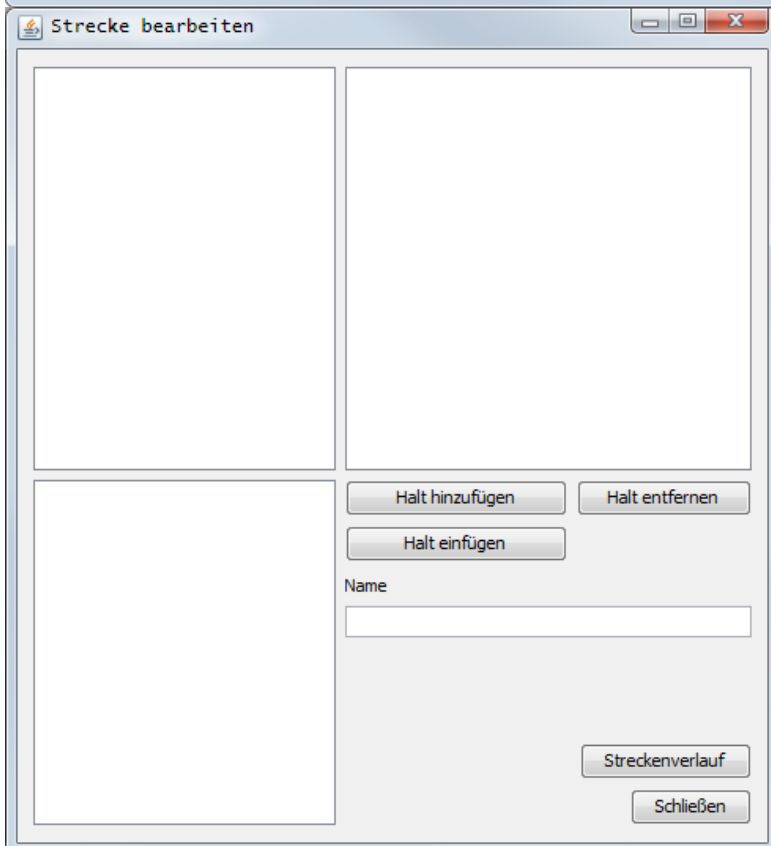 Strecke bearbeiten
Halt hinzufügen Halt entfernen
Halt einfügen
Name
Streckenverlauf
Schließen